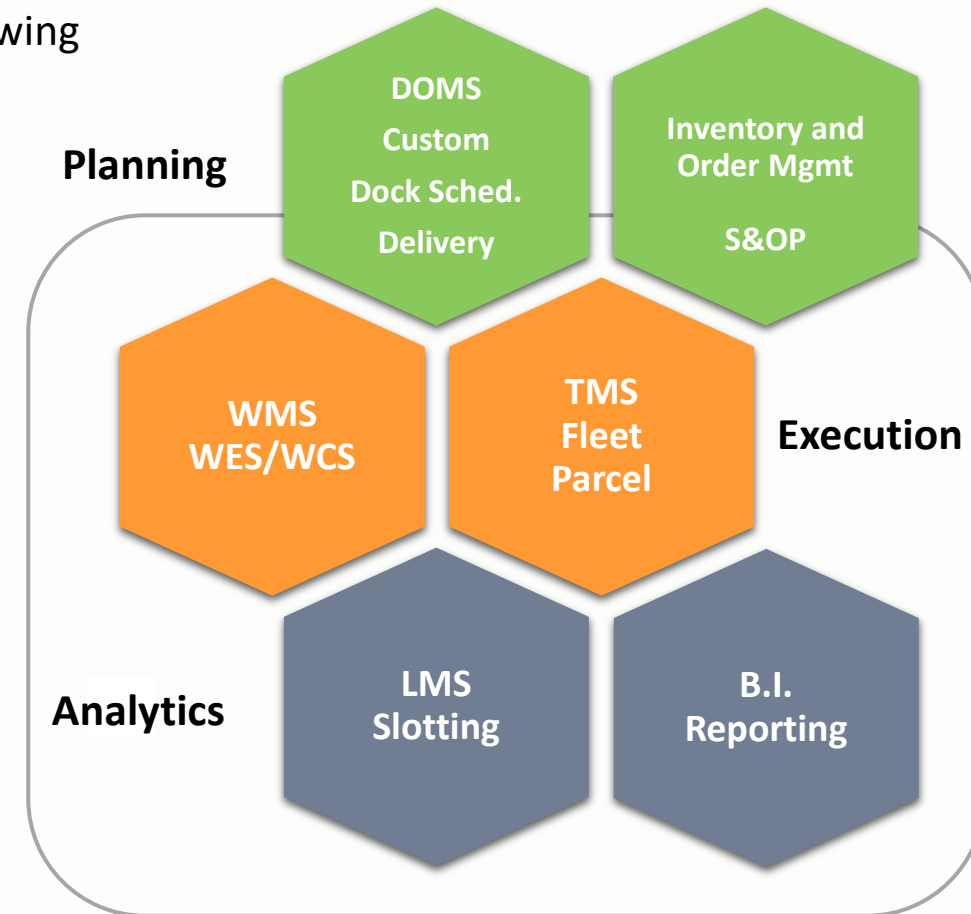 wing
Planning
DOMS
Custom
Dock Sched.
Delivery
Inventory and
Order Mgmt
S&OP
WMS
WES/WCS
TMS
Fleet
Parcel
Execution
Analytics
LMS
Slotting
B.I.
Reporting